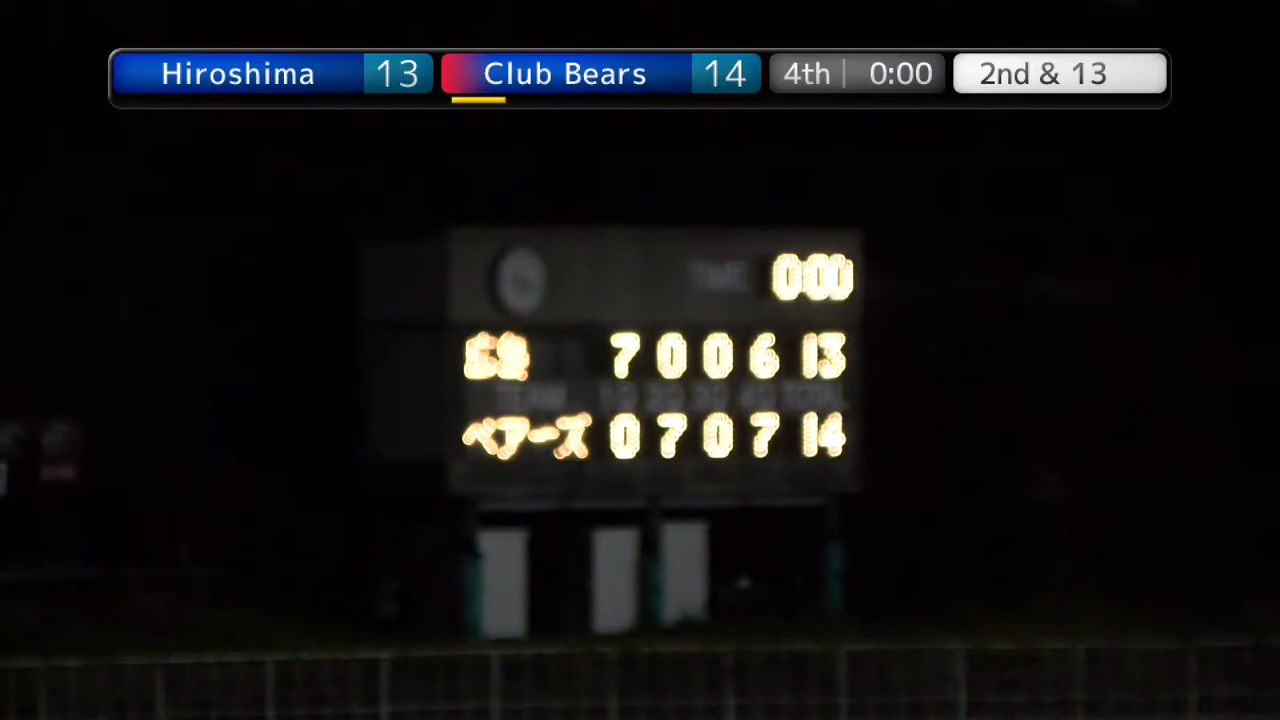 Hiroshima 13 Club Bears 14 4th 0:00 2nd & 13
TIME 0:00
広島 7 0 0 6 13
TEAM 1Q 2Q 3Q 4Q TOTAL
ベアーズ 0 7 0 7 14